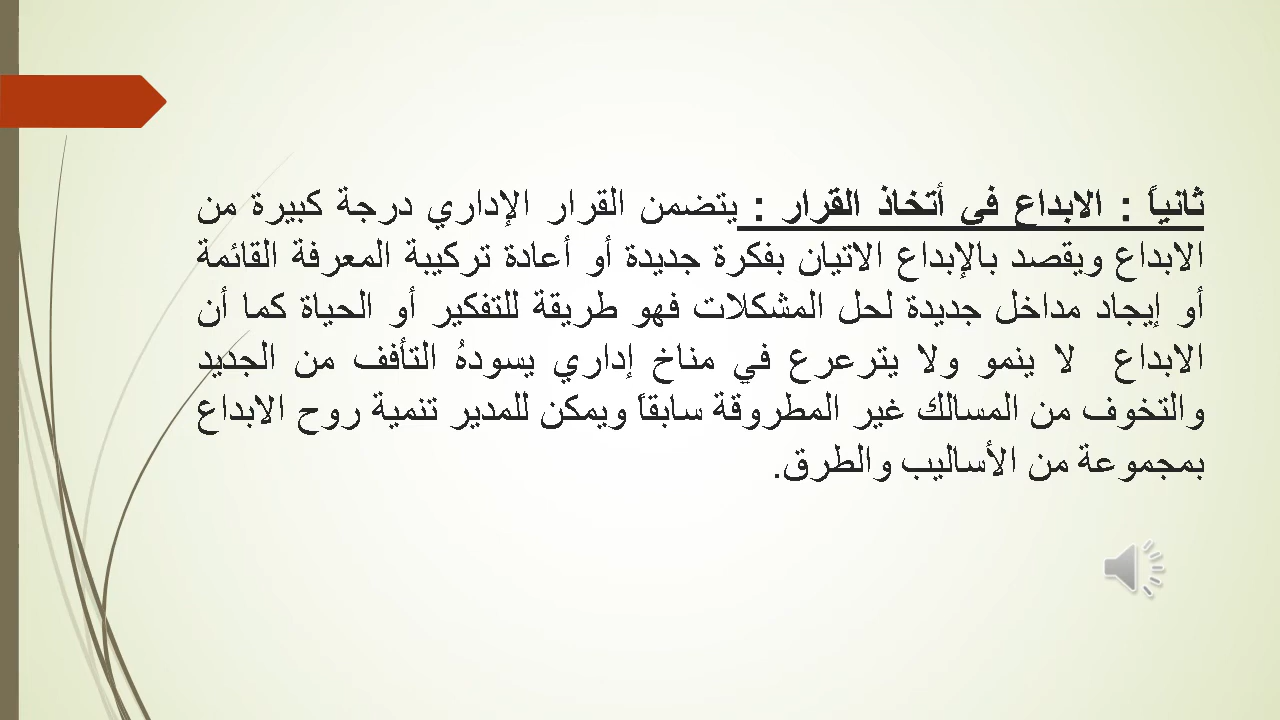 ثانياً : الابداع في أتخاذ القرار : يتضمن القرار الإداري درجة كبيرة من
الابداع ويقصد بالإبداع الاتيان بفكرة جديدة أو أعادة تركيبة المعرفة القائمة
أو إيجاد مداخل جديدة لحل المشكلات فهو طريقة للتفكير أو الحياة كما أن
الابداع لا ينمو ولا يترعرع في مناخ إداري يسودهُ التأفف من الجديد
والتخوف من المسالك غير المطروقة سابقاً ويمكن للمدير تنمية روح الابداع
بمجموعة من الأساليب والطرق.